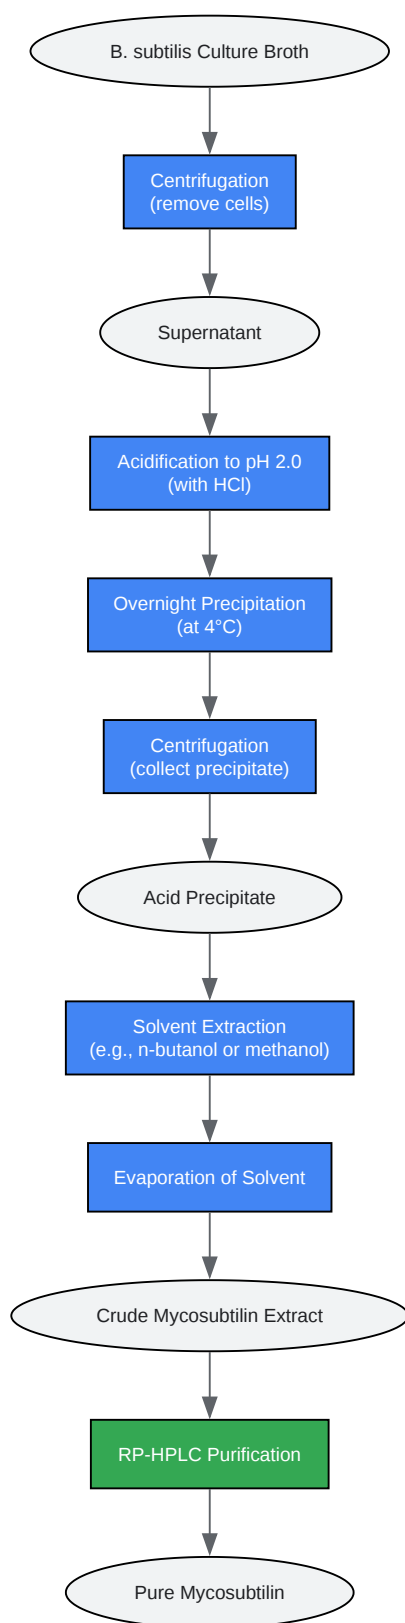 B. subtilis Culture Broth
Centrifugation
(remove cells)
Supernatant
Acidification to pH 2.0
(with HCl)
Overnight Precipitation
(at 4°C)
Centrifugation
(collect precipitate)
Acid Precipitate
Solvent Extraction
(e.g., n-butanol or methanol)
Evaporation of Solvent
Crude Mycosubtilin Extract
RP-HPLC Purification
Pure Mycosubtilin